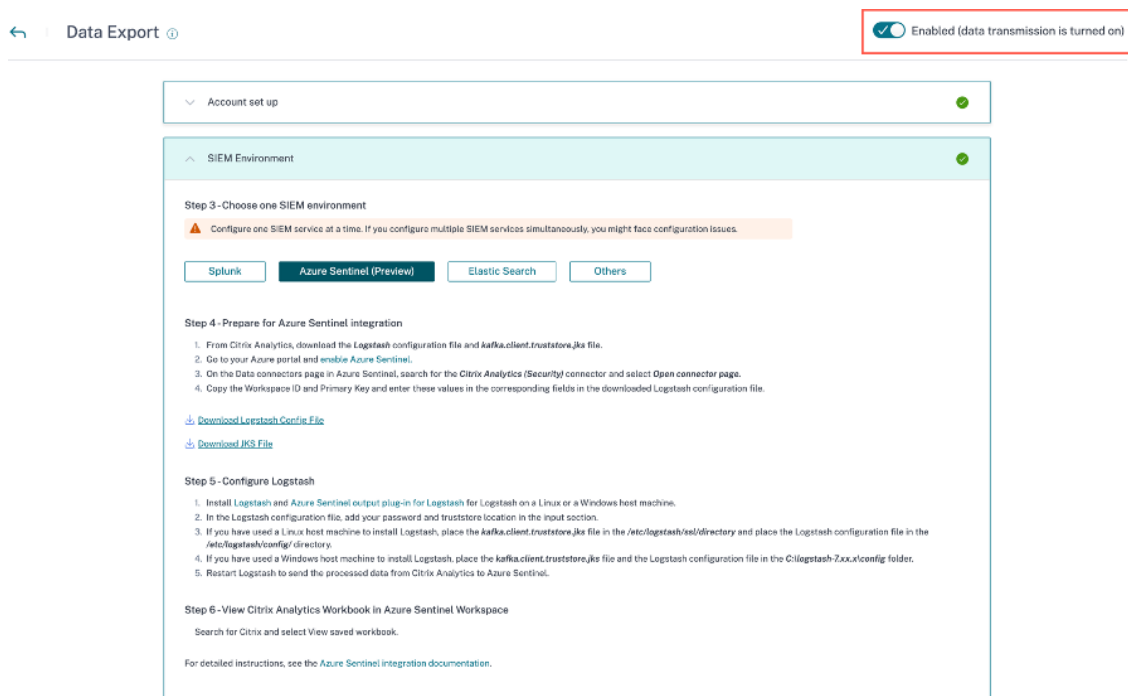 Data Export
Enabled (data transmission is turned on)
Account set up
SIEM Environment
Step 3 - Choose one SIEM environment
Configure one SIEM service at a time. If you configure multiple SIEM services simultaneously, you might face configuration issues.
Splunk
Azure Sentinel (Preview)
Elastic Search
Others
Step 4 - Prepare for Azure Sentinel integration
1. From Citrix Analytics, download the Logstash configuration file and kafka.client.truststore.jks file.
2. Go to your Azure portal and enable Azure Sentinel.
3. On the Data connectors page in Azure Sentinel, search for the Citrix Analytics (Security) connector and select Open connector page.
4. Copy the Workspace ID and Primary Key and enter these values in the corresponding fields in the downloaded Logstash configuration file.
Download Logstash Config File
Download JKS File
Step 5 - Configure Logstash
1. Install Logstash and Azure Sentinel output plug-in for Logstash for Logstash on a Linux or a Windows host machine.
2. In the Logstash configuration file, add your password and truststore location in the input section.
3. If you have used a Linux host machine to install Logstash, place the kafka.client.truststore.jks file in the /etc/logstash/ssl/directory and place the Logstash configuration file in the
/etc/logstash/config/ directory.
4. If you have used a Windows host machine to install Logstash, place the kafka.client.truststore.jks file and the Logstash configuration file in the C:\logstash-7.xx.x\config folder.
5. Restart Logstash to send the processed data from Citrix Analytics to Azure Sentinel.
Step 6 - View Citrix Analytics Workbook in Azure Sentinel Workspace
Search for Citrix and select View saved workbook.
For detailed instructions, see the Azure Sentinel integration documentation.